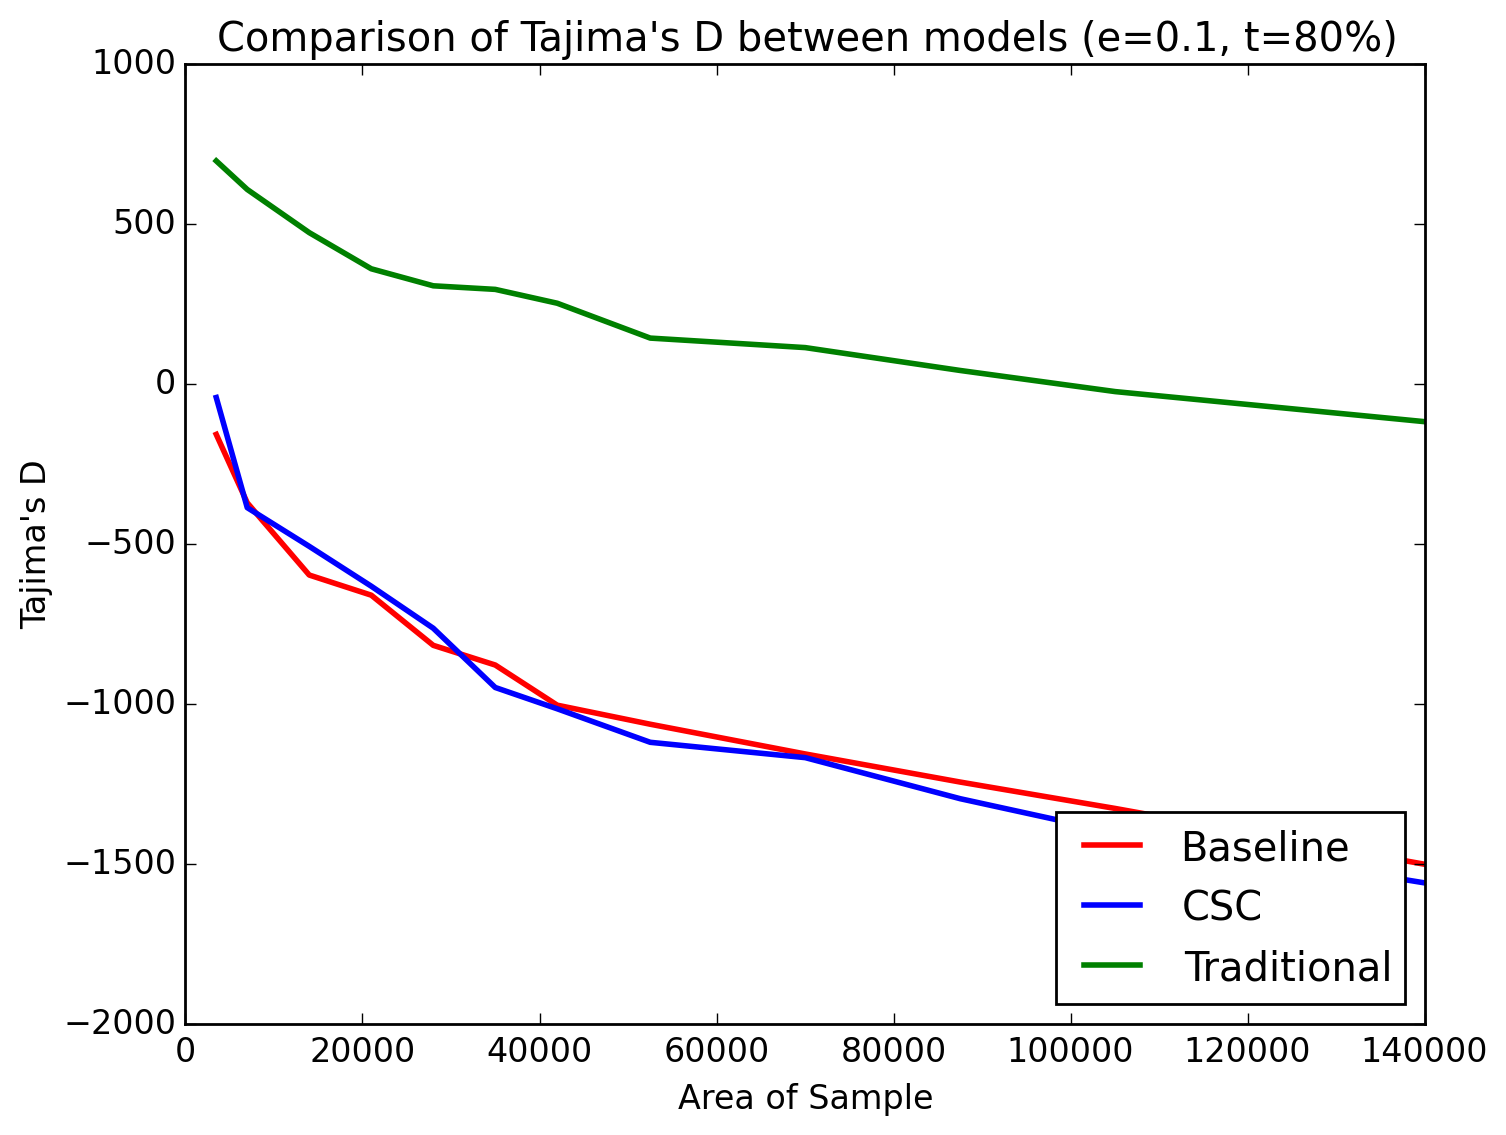 Comparison of Tajima's D between models (e=0.1, t=80%)
1000
500
0
−500
−1000
−1500
−2000
Tajima's D
0 20000 40000 60000 80000 100000 120000 140000
Area of Sample
Baseline
CSC
Traditional